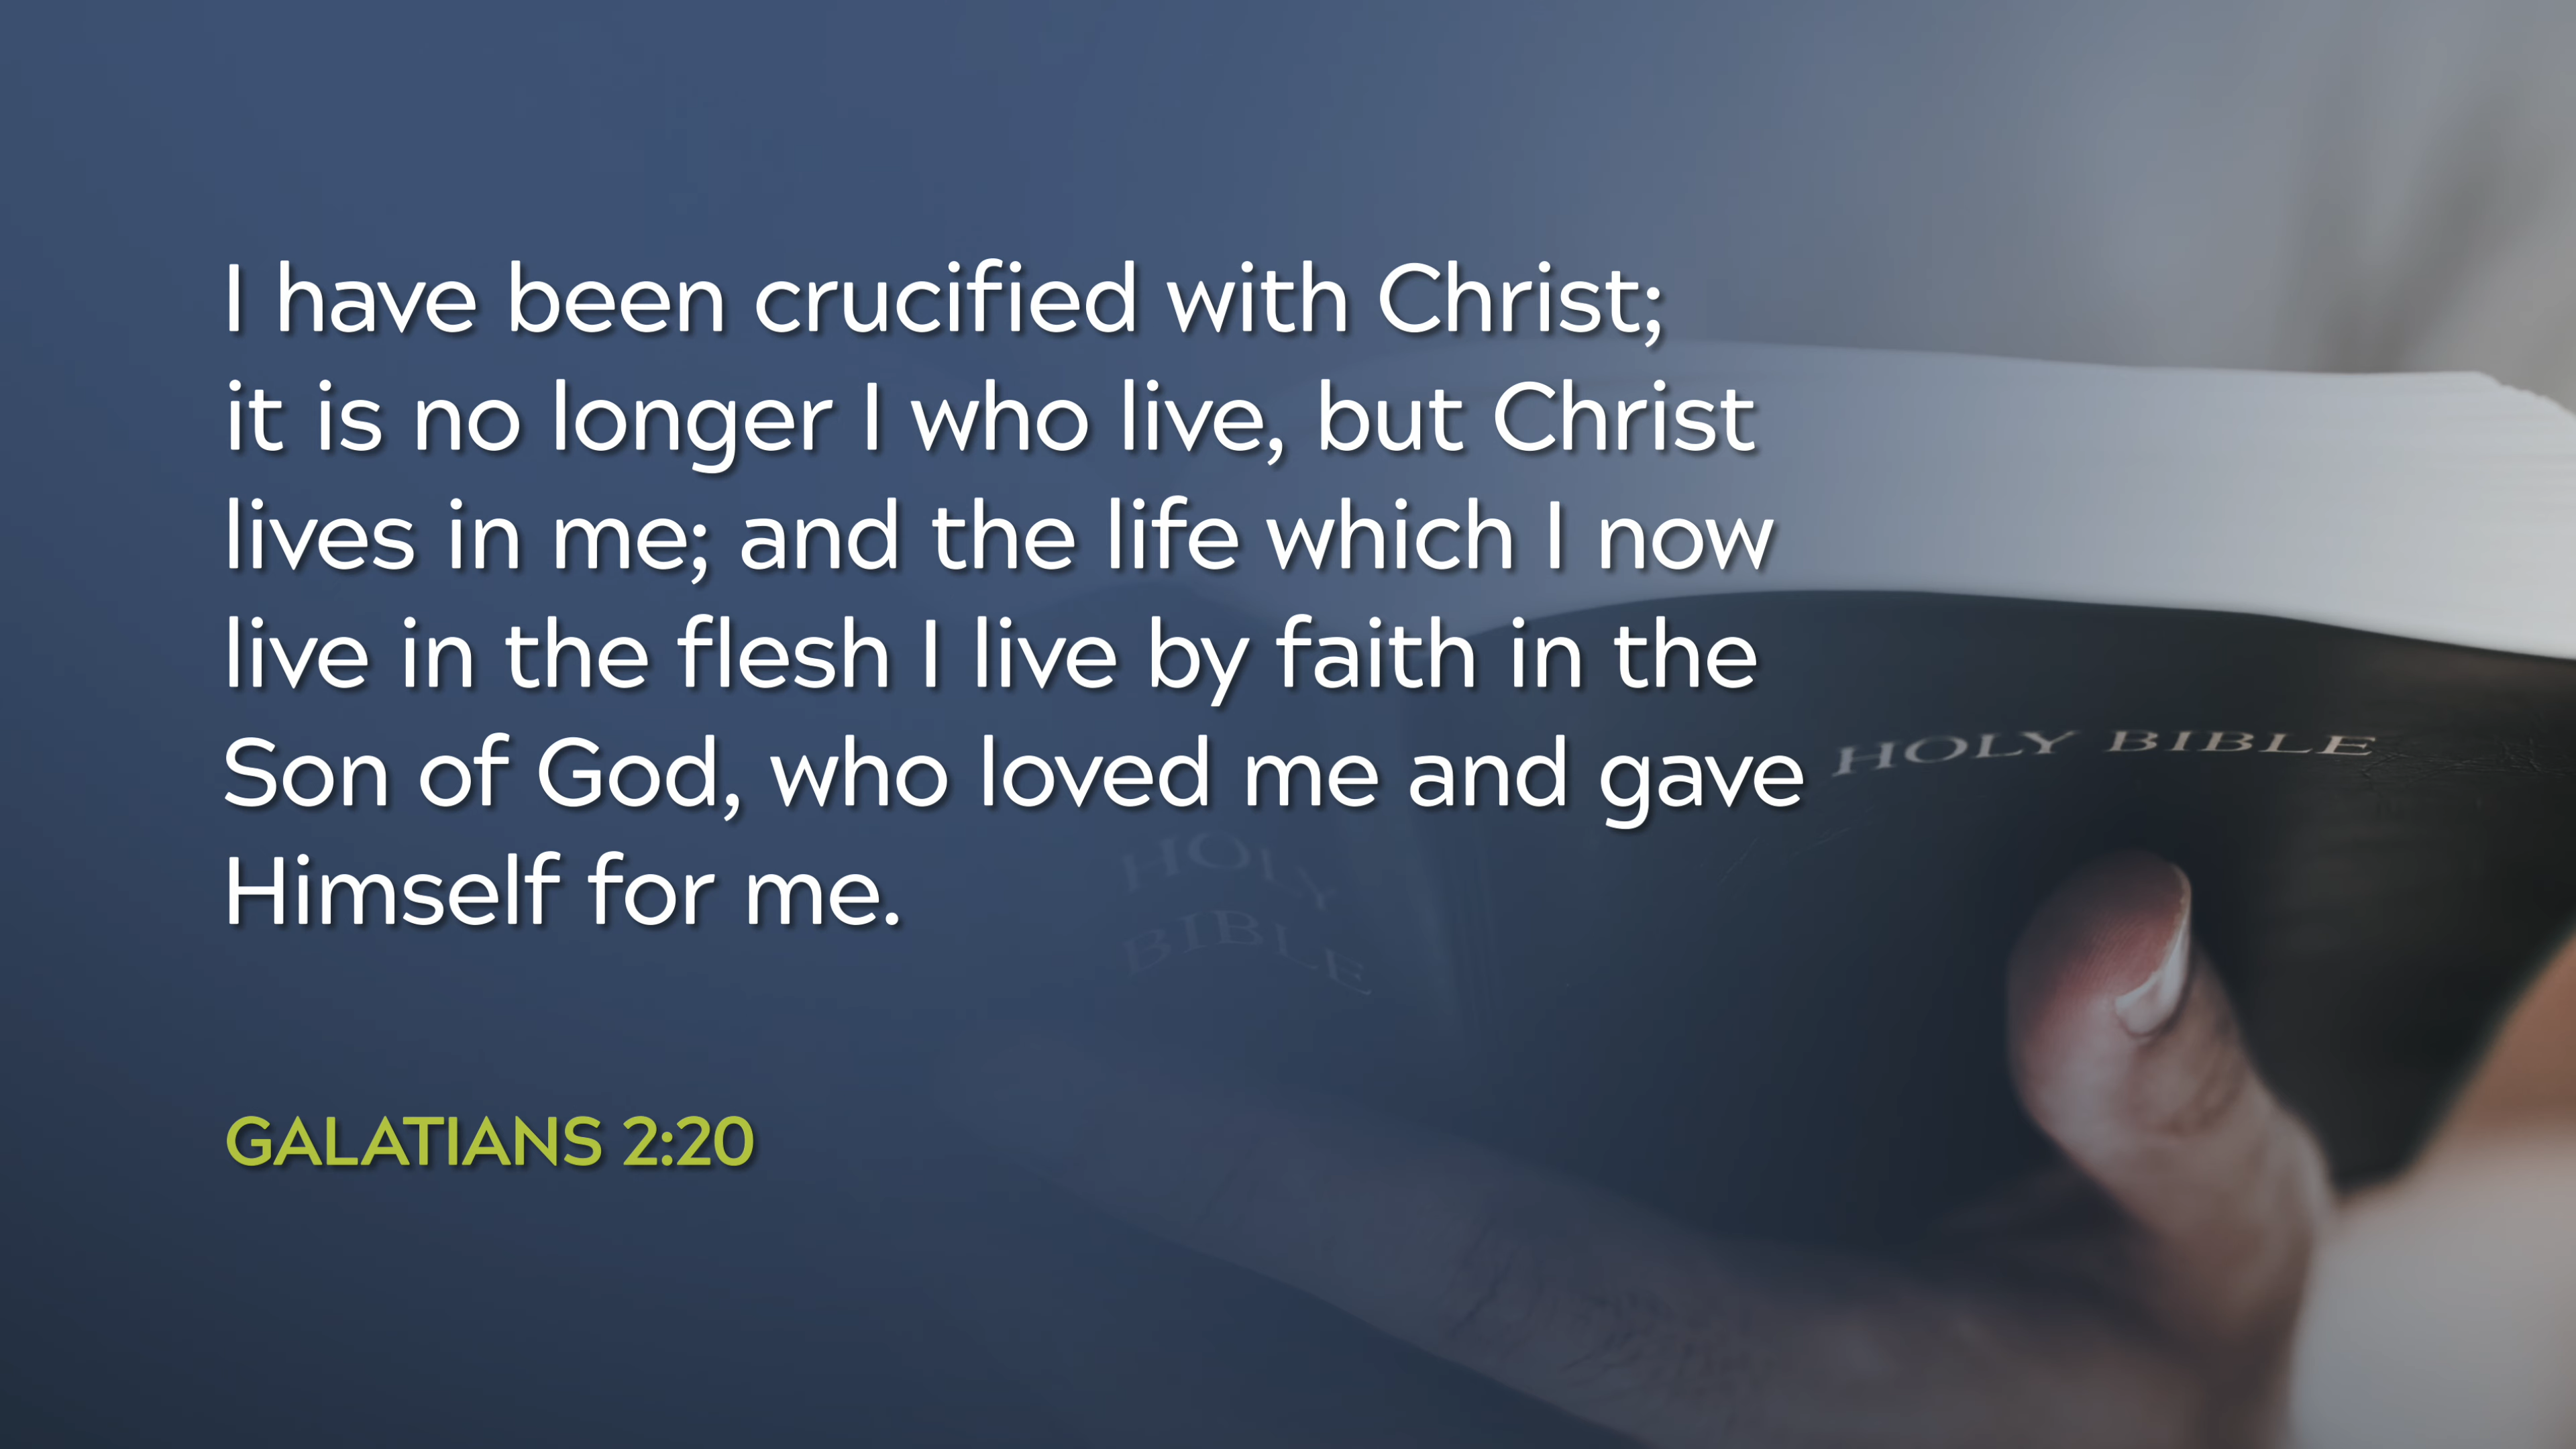 I have been crucified with Christ;
it is no longer I who live, but Christ
lives in me; and the life which I now
live in the flesh I live by faith in the
Son of God, who loved me and gave
Himself for me.
GALATIANS 2:20
HOLY BIBLE
HOLY
BIBLE